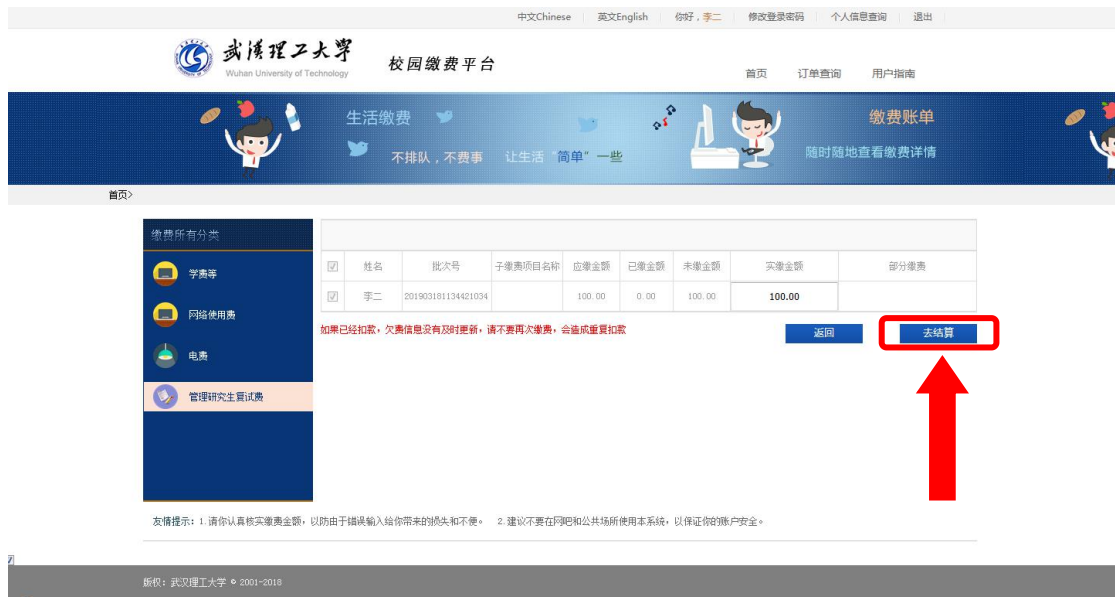 中文Chinese 英文English 你好，李二 修改登录密码 个人信息查询 退出
武汉理工大学
Wuhan University of Technology
校园缴费平台
首页 订单查询 用户指南
生活缴费
不排队，不费事 让生活“简单”一些
缴费账单
随时随地查看缴费详情
首页>
缴费所有分类
学费等
网络使用费
电费
管理研究生复试费
姓名 批次号 子缴费项目名称 应缴金额 已缴金额 未缴金额 实缴金额 部分缴费
李二 201903181134421034 100.00 0.00 100.00 100.00
如果已经扣款，欠费信息没有及时更新，请不要再次缴费，会造成重复扣款
返回 去结算
友情提示：1.请你认真核实缴费金额，以防由于错误输入给你带来的损失和不便。 2.建议不要在网吧和公共场所使用本系统，以保证你的账户安全。
版权：武汉理工大学 © 2001-2018